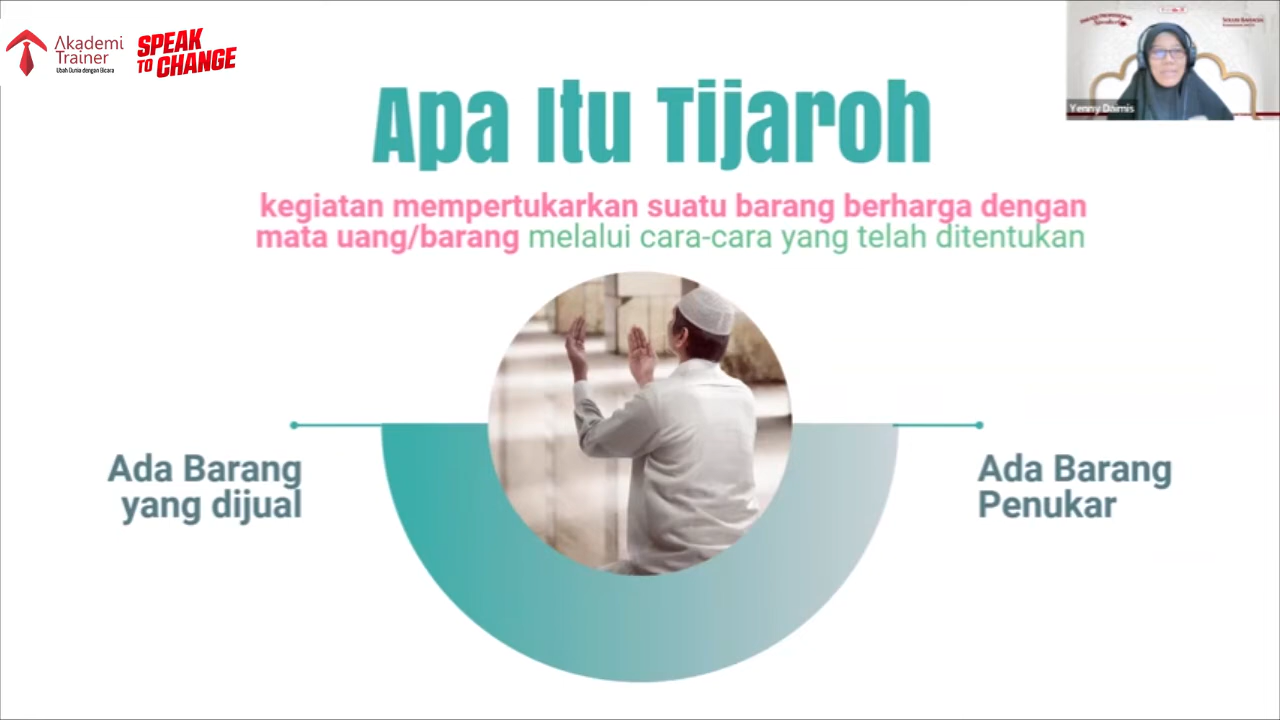 Akademi
Trainer
Ubah Dunia dengan Bicara
SPEAK
TO CHANGE
Yenny Daimis
Apa Itu Tijaroh
kegiatan mempertukarkan suatu barang berharga dengan
mata uang/barang melalui cara-cara yang telah ditentukan
Ada Barang
yang dijual
Ada Barang
Penukar